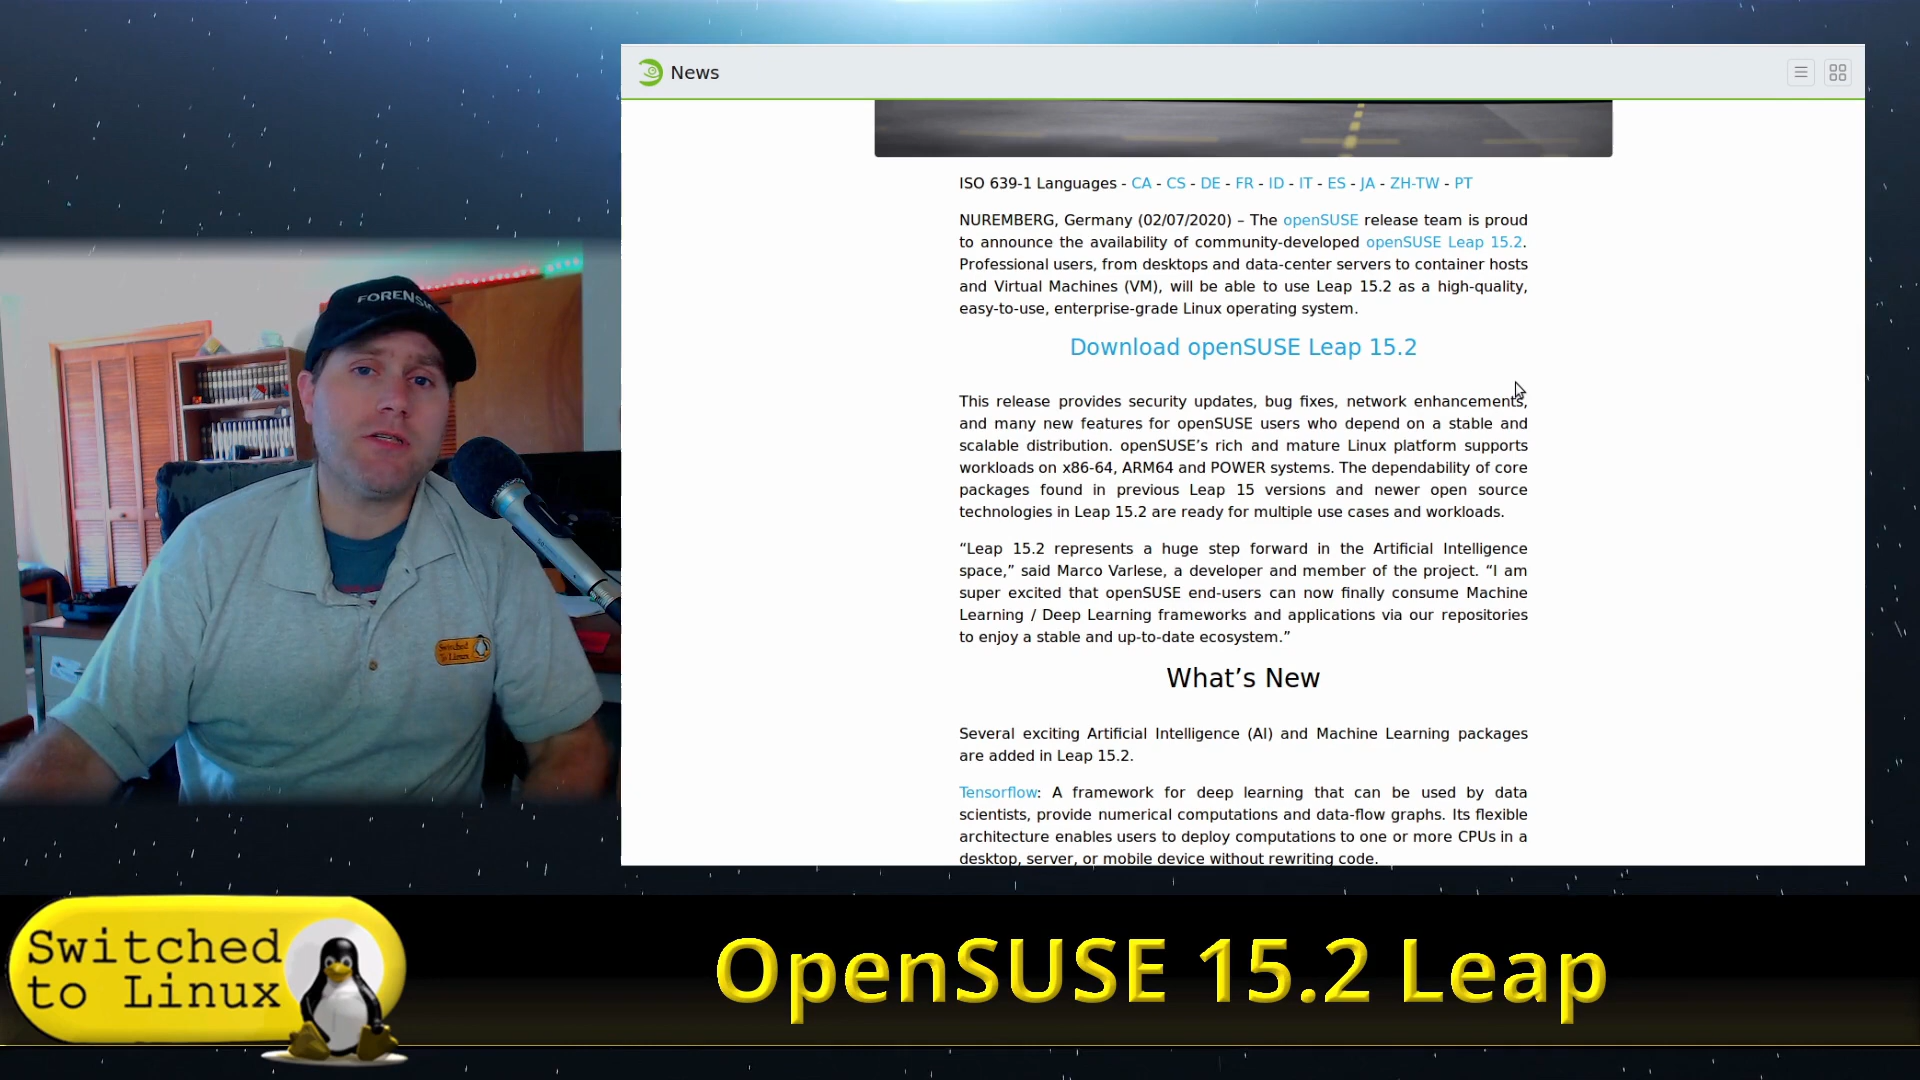 News
ISO 639-1 Languages - CA - CS - DE - FR - ID - IT - ES - JA - ZH-TW - PT
NUREMBERG, Germany (02/07/2020) – The openSUSE release team is proud
to announce the availability of community-developed openSUSE Leap 15.2.
Professional users, from desktops and data-center servers to container hosts
and Virtual Machines (VM), will be able to use Leap 15.2 as a high-quality,
easy-to-use, enterprise-grade Linux operating system.
Download openSUSE Leap 15.2
This release provides security updates, bug fixes, network enhancements,
and many new features for openSUSE users who depend on a stable and
scalable distribution. openSUSE’s rich and mature Linux platform supports
workloads on x86-64, ARM64 and POWER systems. The dependability of core
packages found in previous Leap 15 versions and newer open source
technologies in Leap 15.2 are ready for multiple use cases and workloads.
“Leap 15.2 represents a huge step forward in the Artificial Intelligence
space,” said Marco Varlese, a developer and member of the project. “I am
super excited that openSUSE end-users can now finally consume Machine
Learning / Deep Learning frameworks and applications via our repositories
to enjoy a stable and up-to-date ecosystem.”
What’s New
Several exciting Artificial Intelligence (AI) and Machine Learning packages
are added in Leap 15.2.
Tensorflow: A framework for deep learning that can be used by data
scientists, provide numerical computations and data-flow graphs. Its flexible
architecture enables users to deploy computations to one or more CPUs in a
desktop, server, or mobile device without rewriting code.
Switched
To Linux
Switched
to Linux
OpenSUSE 15.2 Leap